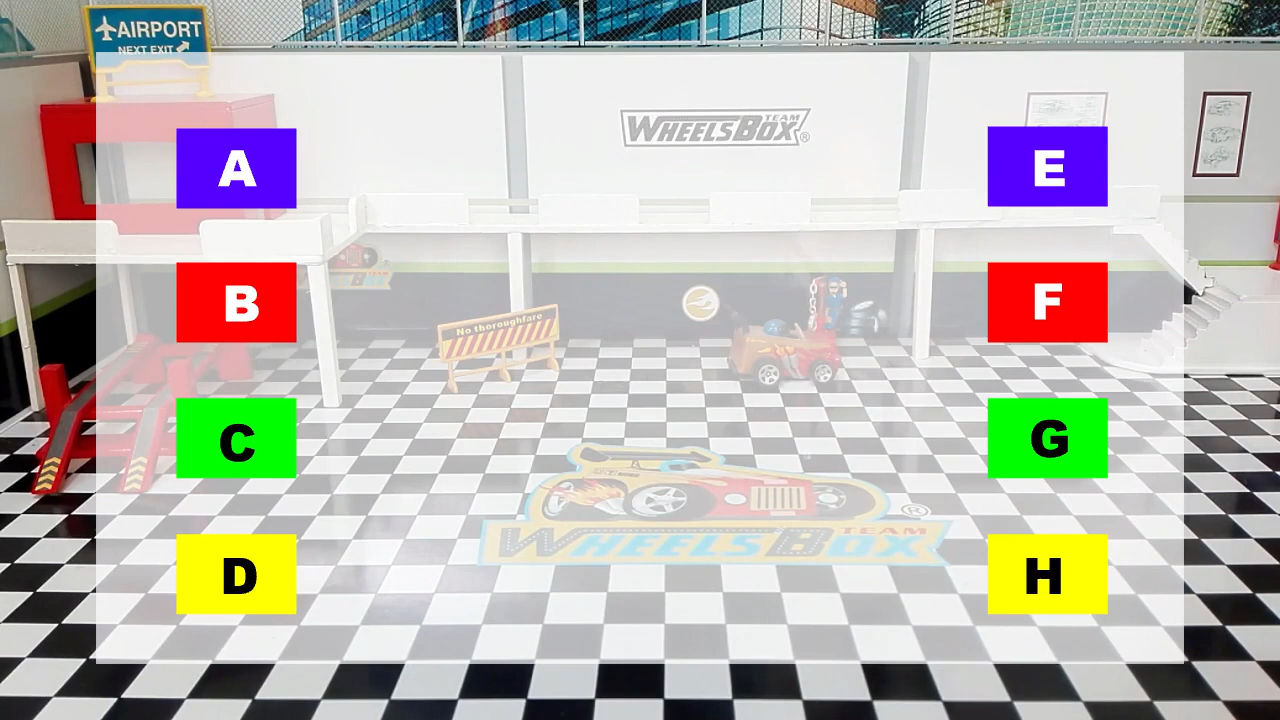 AIRPORT
NEXT EXIT
WHEELSBOX TEAM ®
A
E
B
F
No thoroughfare
C
G
®
TEAM
WHEELSBOX
D
H